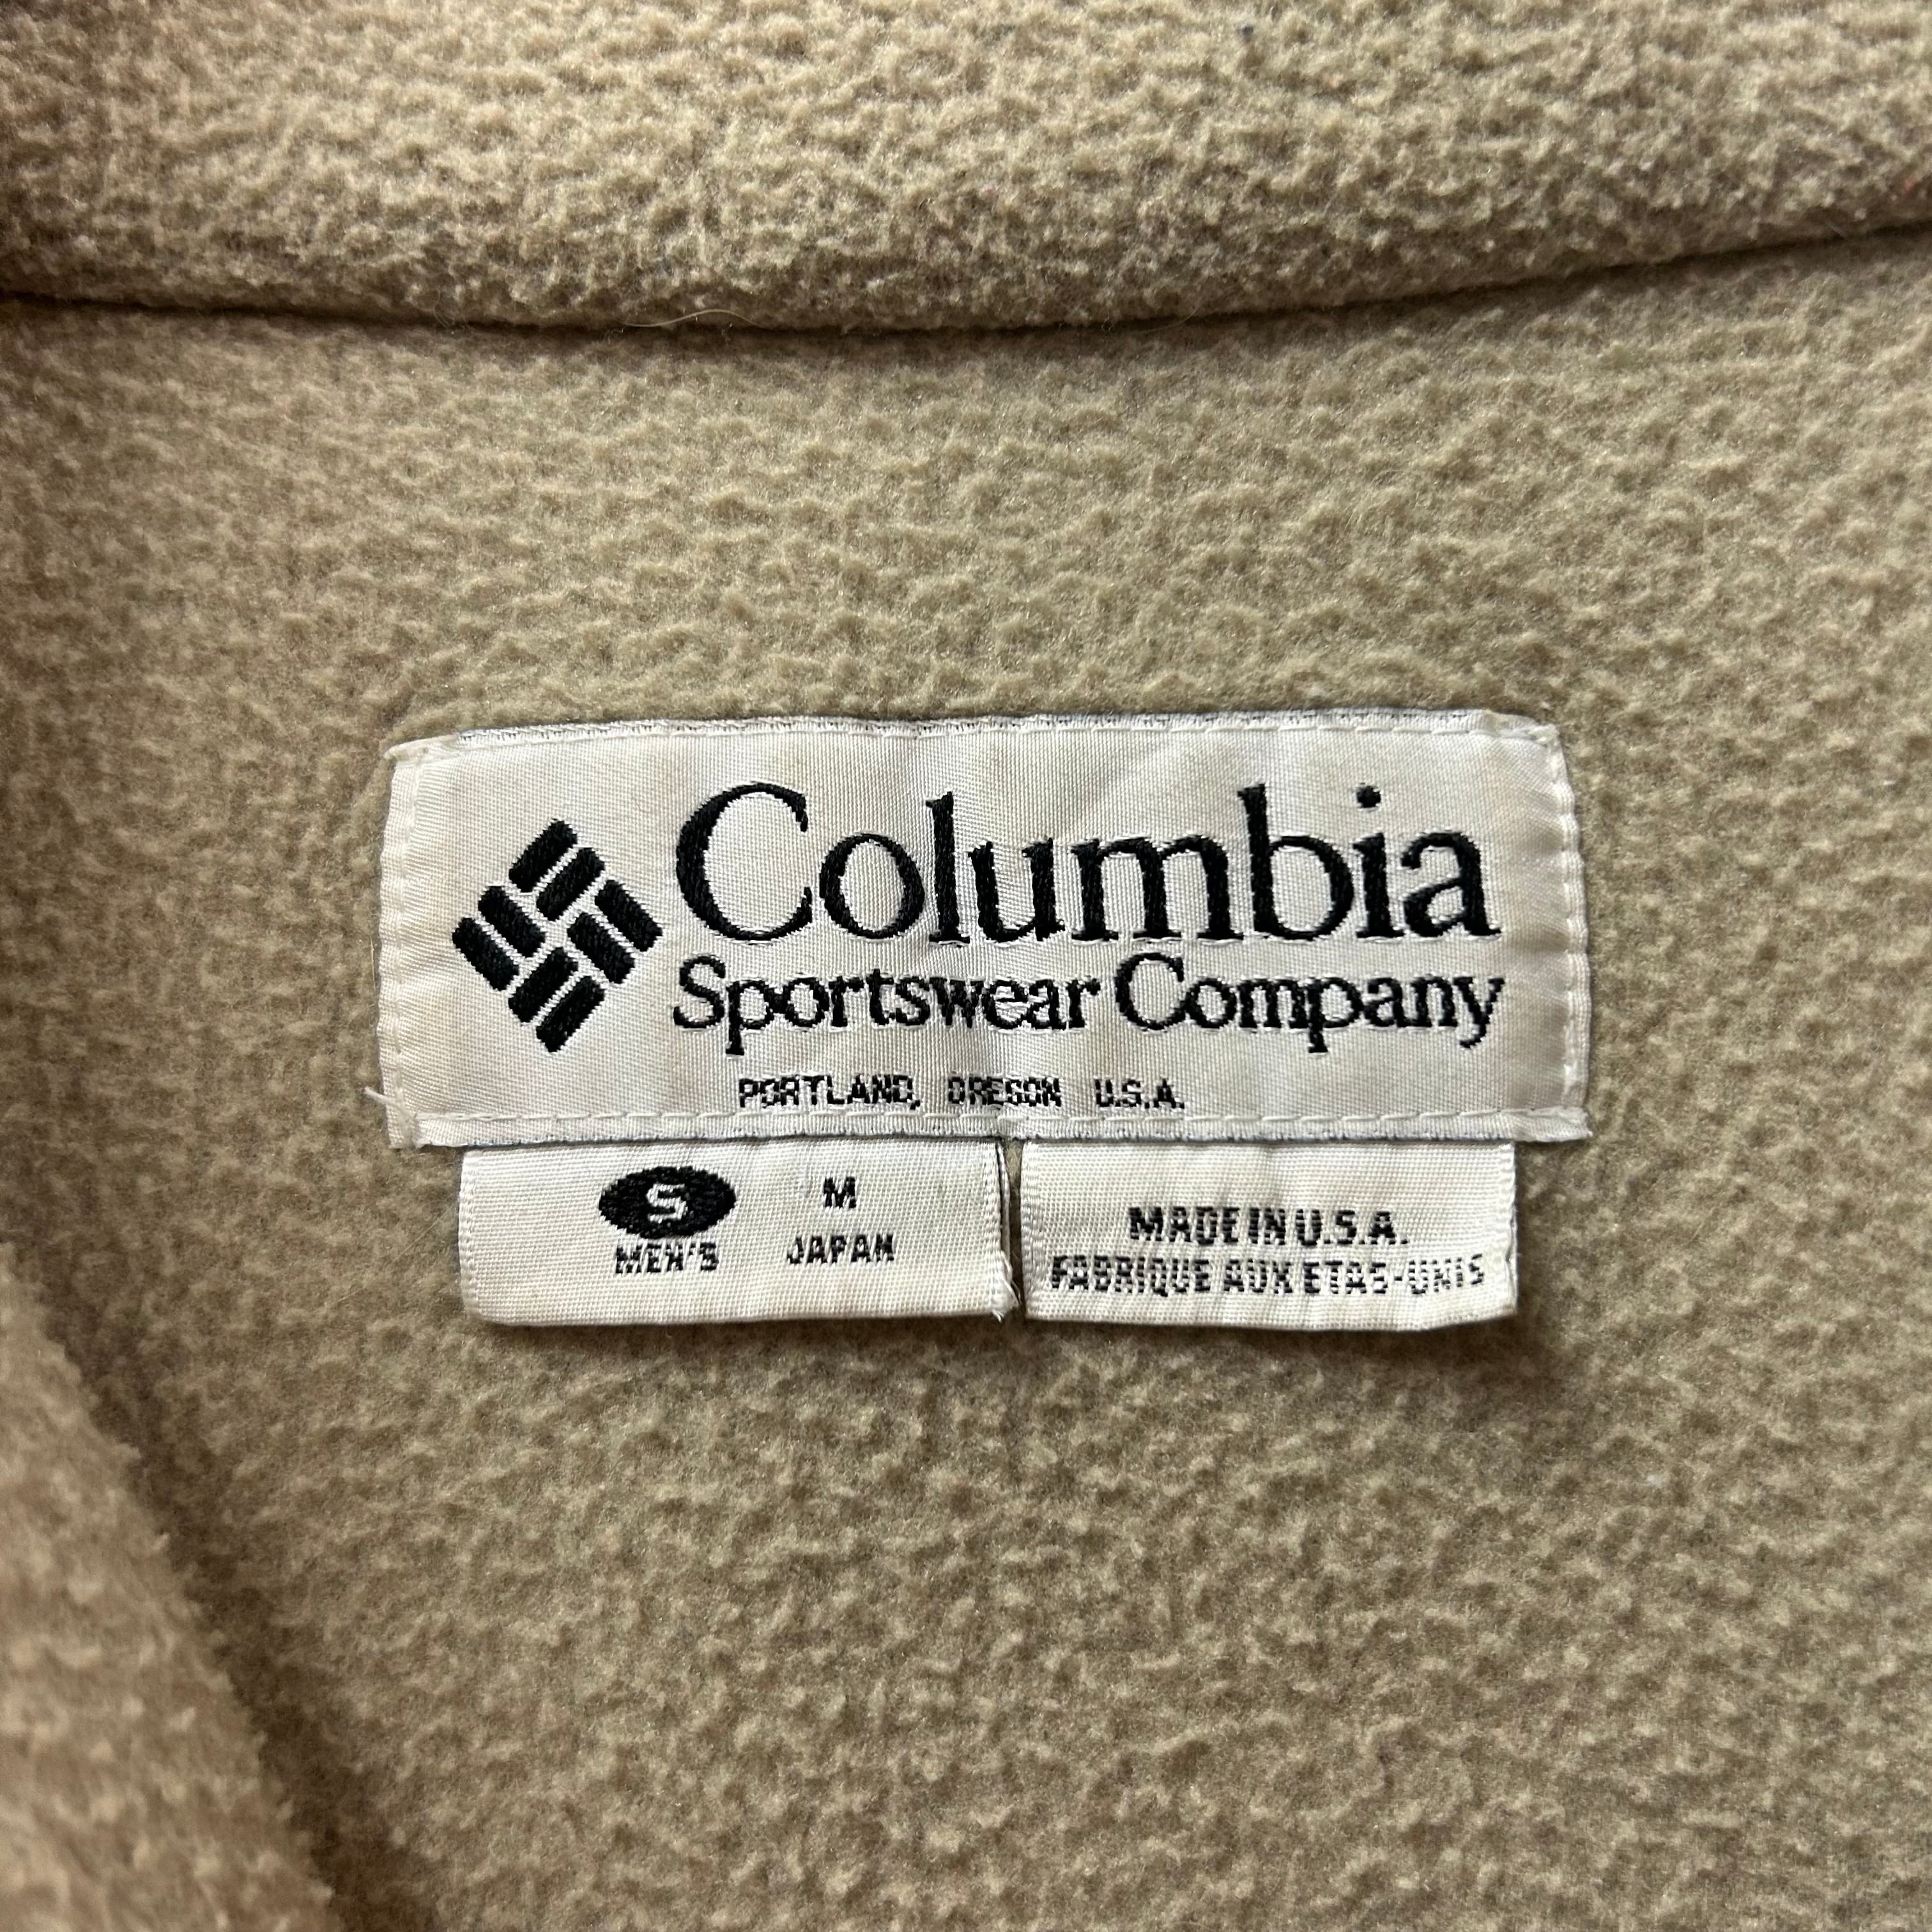 Columbia
Sportswear Company
PORTLAND, OREGON U.S.A.
S M
MEN'S JAPAN
MADE IN U.S.A.
FABRIQUE AUX ETAS-UNIS